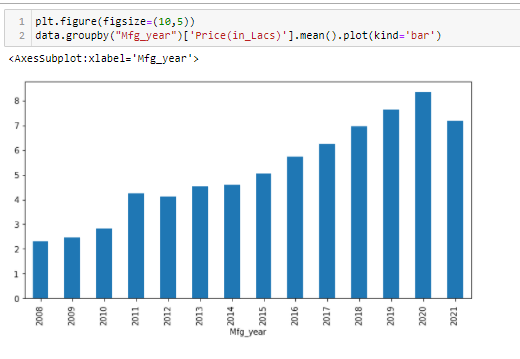 1 plt.figure(figsize=(10,5))
2 data.groupby("Mfg_year")['Price(in_Lacs)'].mean().plot(kind='bar')
<AxesSubplot:xlabel='Mfg_year'>
8
7
6
5
4
3
2
1
0
2008 2009 2010 2011 2012 2013 2014 2015 2016 2017 2018 2019 2020 2021
Mfg_year